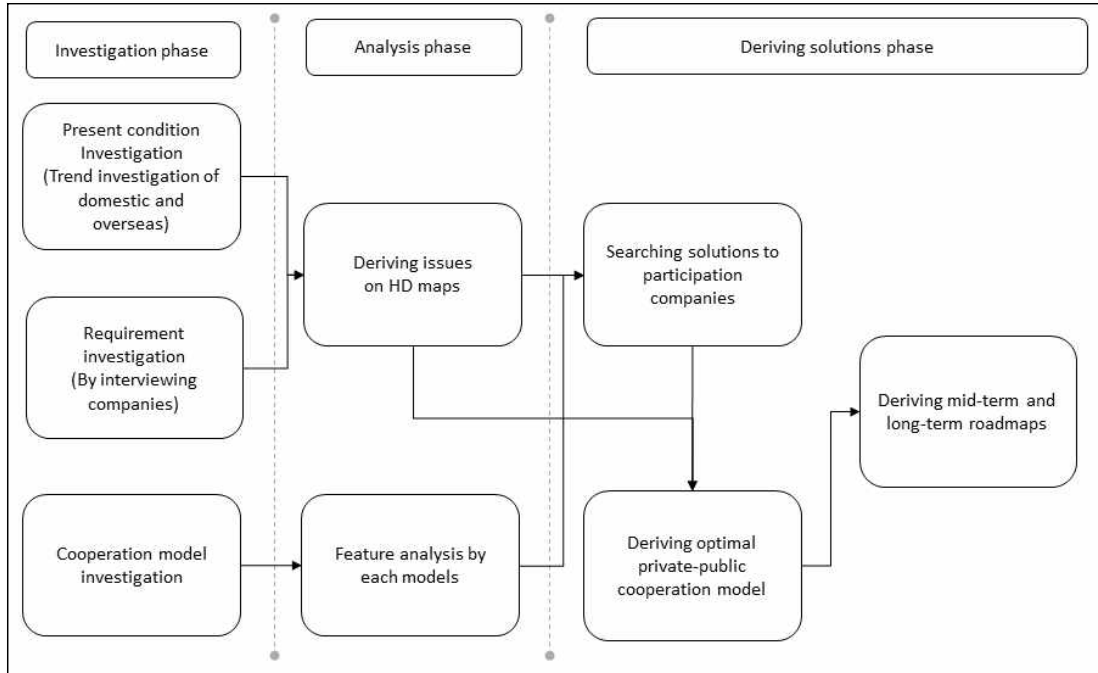 Investigation phase
Analysis phase
Deriving solutions phase
Present condition
Investigation
(Trend investigation of
domestic and
overseas)
Deriving issues
on HD maps
Searching solutions to
participation
companies
Requirement
investigation
(By interviewing
companies)
Deriving mid-term and
long-term roadmaps
Cooperation model
investigation
Feature analysis by
each models
Deriving optimal
private-public
cooperation model